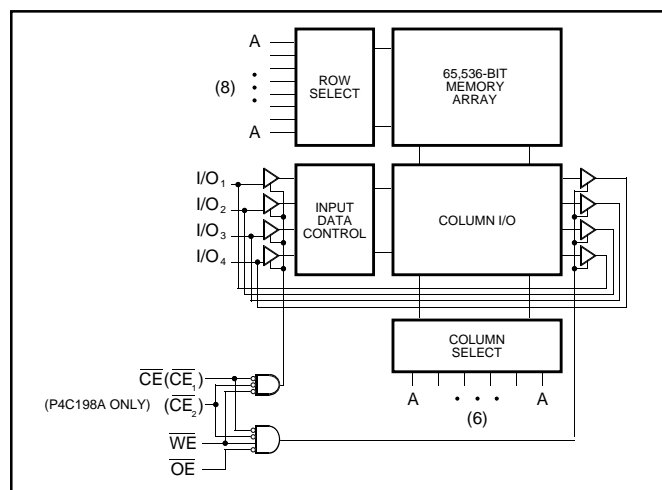 A
(8)
A
ROW
SELECT
65,536-BIT
MEMORY
ARRAY
I/O1
I/O2
I/O3
I/O4
INPUT
DATA
CONTROL
COLUMN I/O
COLUMN
SELECT
A • • • A
(6)
CE(CE1)
(P4C198A ONLY) (CE2)
WE
OE